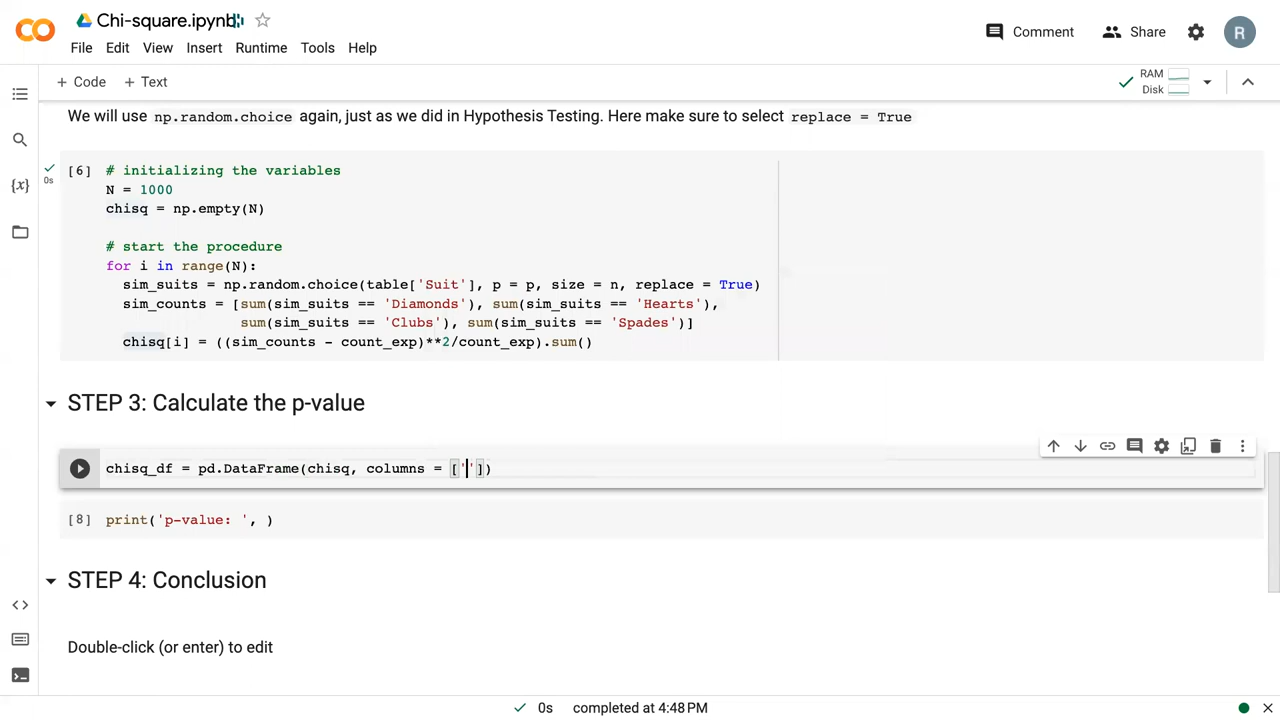 Chi-square.ipynb
File Edit View Insert Runtime Tools Help
Comment
Share
R
+ Code + Text
RAM
Disk
We will use np.random.choice again, just as we did in Hypothesis Testing. Here make sure to select replace = True
[6]
0s
# initializing the variables
N = 1000
chisq = np.empty(N)
# start the procedure
for i in range(N):
sim_suits = np.random.choice(table['Suit'], p = p, size = n, replace = True)
sim_counts = [sum(sim_suits == 'Diamonds'), sum(sim_suits == 'Hearts'),
sum(sim_suits == 'Clubs'), sum(sim_suits == 'Spades')]
chisq[i] = ((sim_counts - count_exp)**2/count_exp).sum()
{x}
STEP 3: Calculate the p-value
chisq_df = pd.DataFrame(chisq, columns = [''])
[8] print('p-value: ', )
STEP 4: Conclusion
Double-click (or enter) to edit
0s completed at 4:48 PM